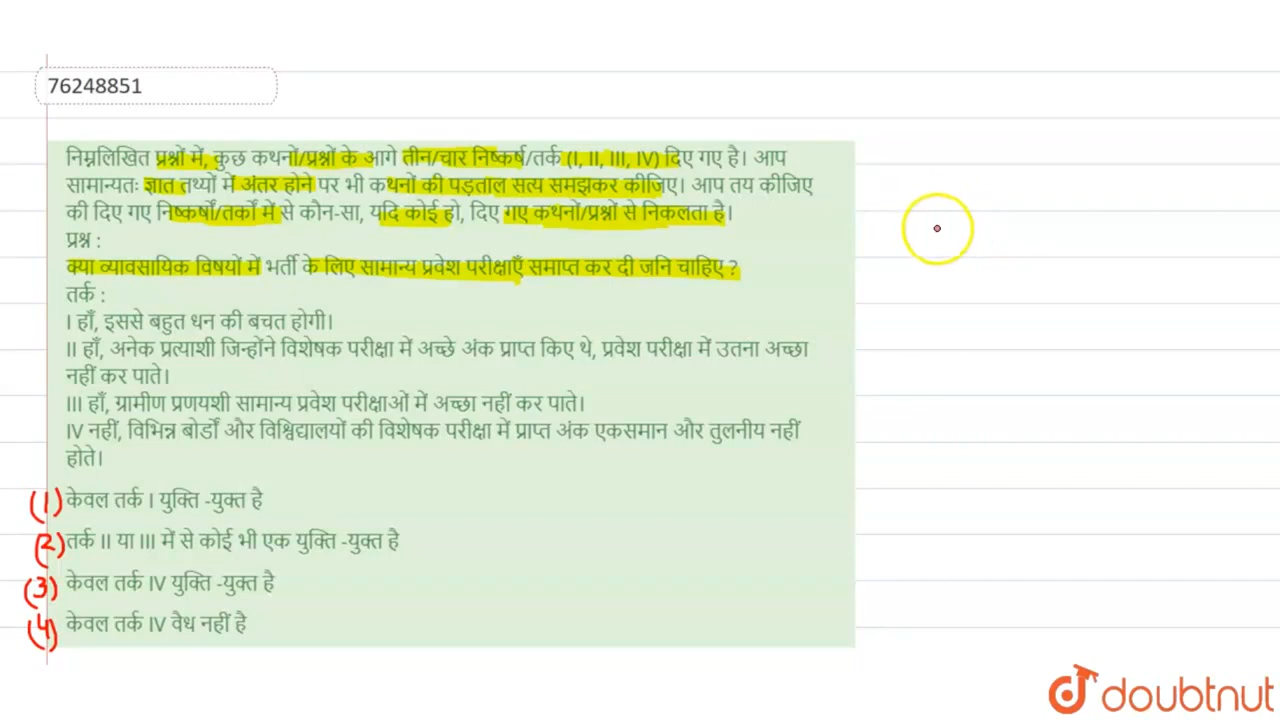 76248851
निम्नलिखित प्रश्नों में, कुछ कथनों/प्रश्नों के आगे तीन/चार निष्कर्ष/तर्क (I, II, III, IV) दिए गए है। आप
सामान्यतः ज्ञात तथ्यों में अंतर होने पर भी कथनों की पड़ताल सत्य समझकर कीजिए। आप तय कीजिए
की दिए गए निष्कर्षों/तर्कों में से कौन-सा, यदि कोई हो, दिए गए कथनों/प्रश्नों से निकलता है।
प्रश्न :
क्या व्यावसायिक विषयों में भर्ती के लिए सामान्य प्रवेश परीक्षाएँ समाप्त कर दी जनि चाहिए ?
तर्क :
I हाँ, इससे बहुत धन की बचत होगी।
II हाँ, अनेक प्रत्याशी जिन्होंने विशेषक परीक्षा में अच्छे अंक प्राप्त किए थे, प्रवेश परीक्षा में उतना अच्छा
नहीं कर पाते।
III हाँ, ग्रामीण प्रणयशी सामान्य प्रवेश परीक्षाओं में अच्छा नहीं कर पाते।
IV नहीं, विभिन्न बोर्डों और विश्विद्यालयों की विशेषक परीक्षा में प्राप्त अंक एकसमान और तुलनीय नहीं
होते।
(1) केवल तर्क I युक्ति -युक्त है
(2) तर्क II या III में से कोई भी एक युक्ति -युक्त है
(3) केवल तर्क IV युक्ति -युक्त है
(4) केवल तर्क IV वैध नहीं है
doubtnut